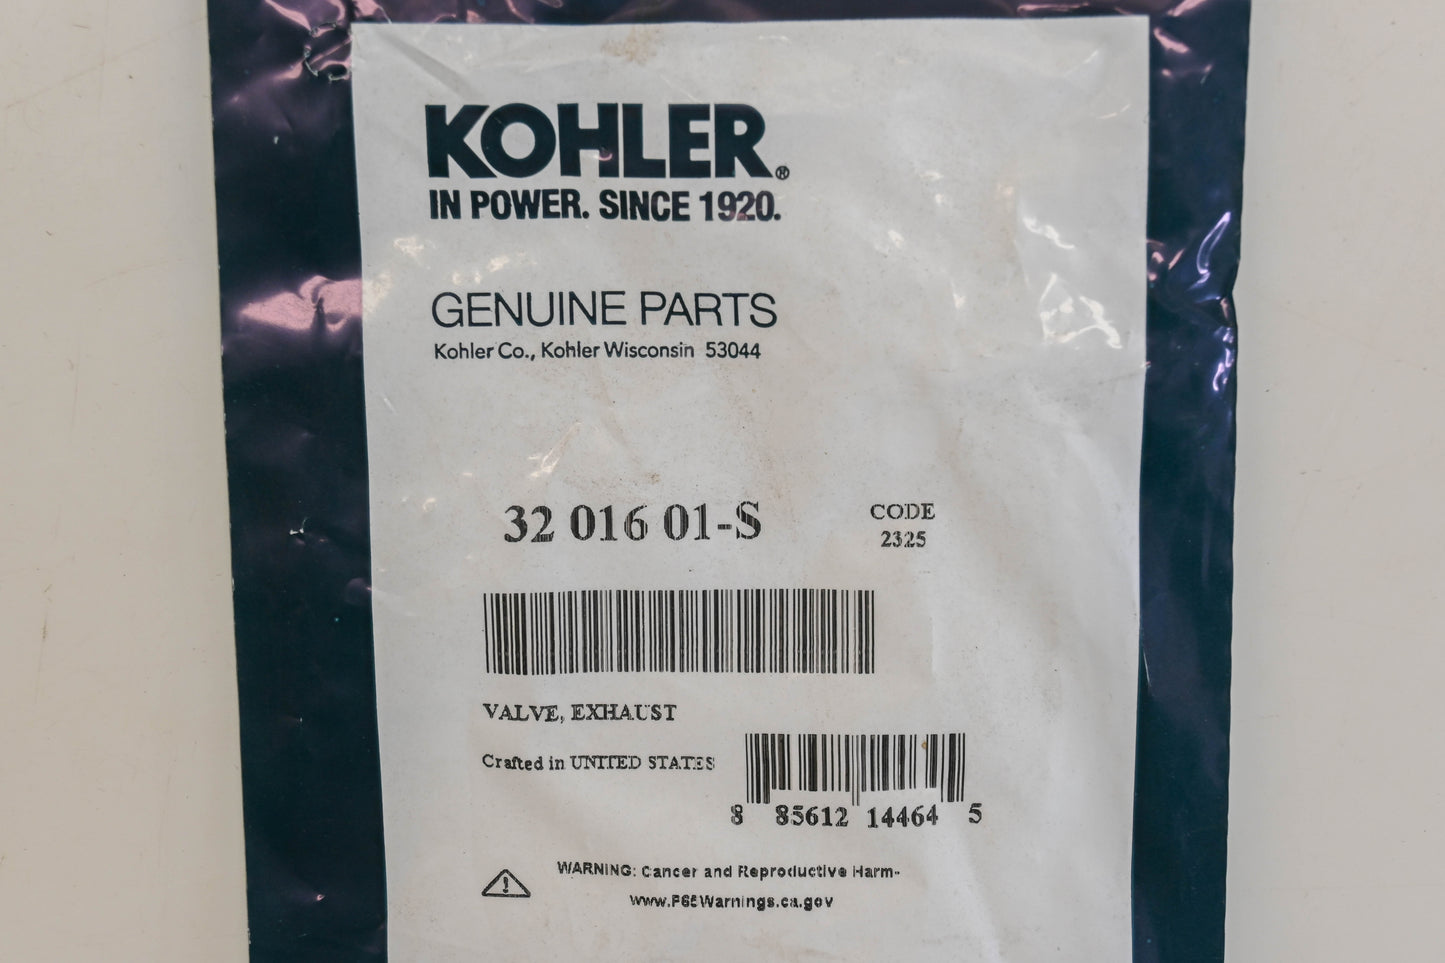 KOHLER®
IN POWER. SINCE 1920.
GENUINE PARTS
Kohler Co., Kohler Wisconsin 53044
32 016 01-S
CODE
2325
VALVE, EXHAUST
Crafted in UNITED STATES
8 85612 14464 5
WARNING: Cancer and Reproductive Harm-
www.P65Warnings.ca.gov